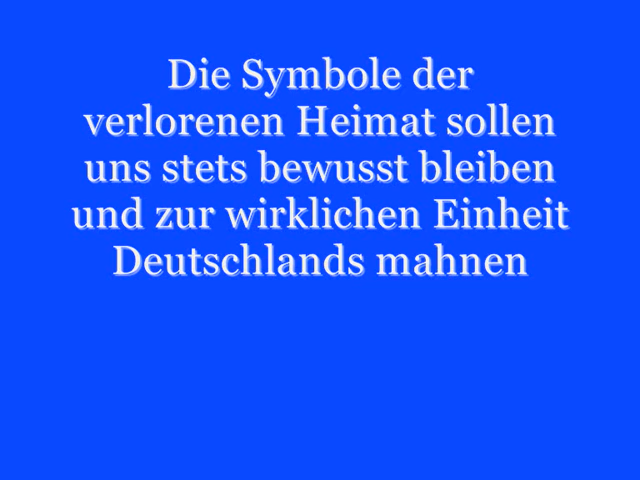 Die Symbole der
verlorenen Heimat sollen
uns stets bewusst bleiben
und zur wirklichen Einheit
Deutschlands mahnen